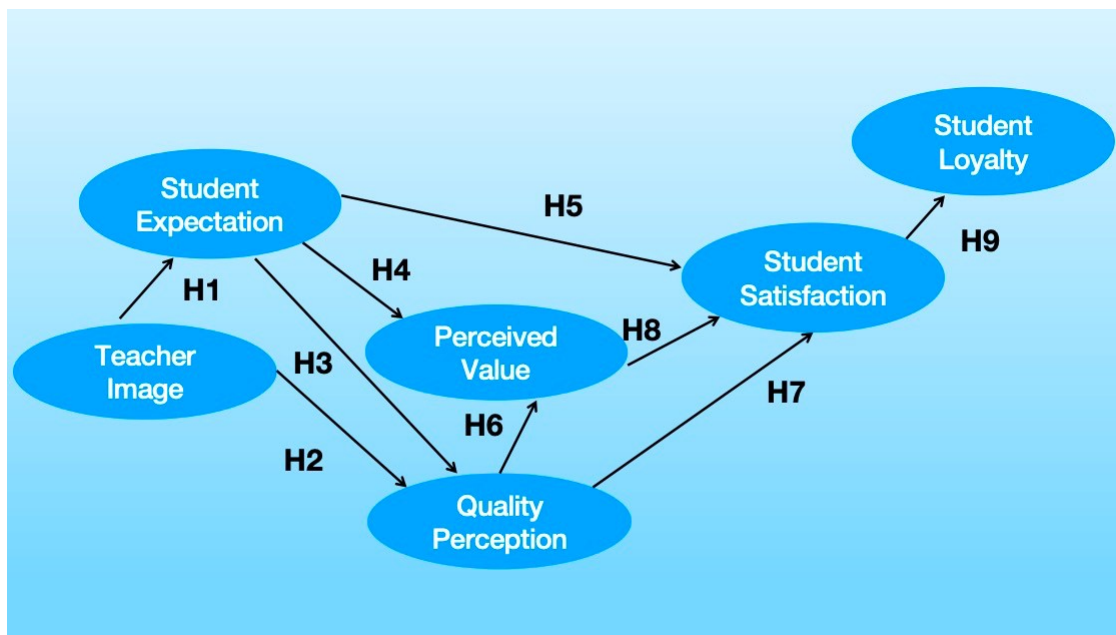 Student
Loyalty
Student
Expectation
H5
H9
Student
Satisfaction
H4
H1
Perceived
Value
H8
Teacher
Image
H3
H7
H6
H2
Quality
Perception